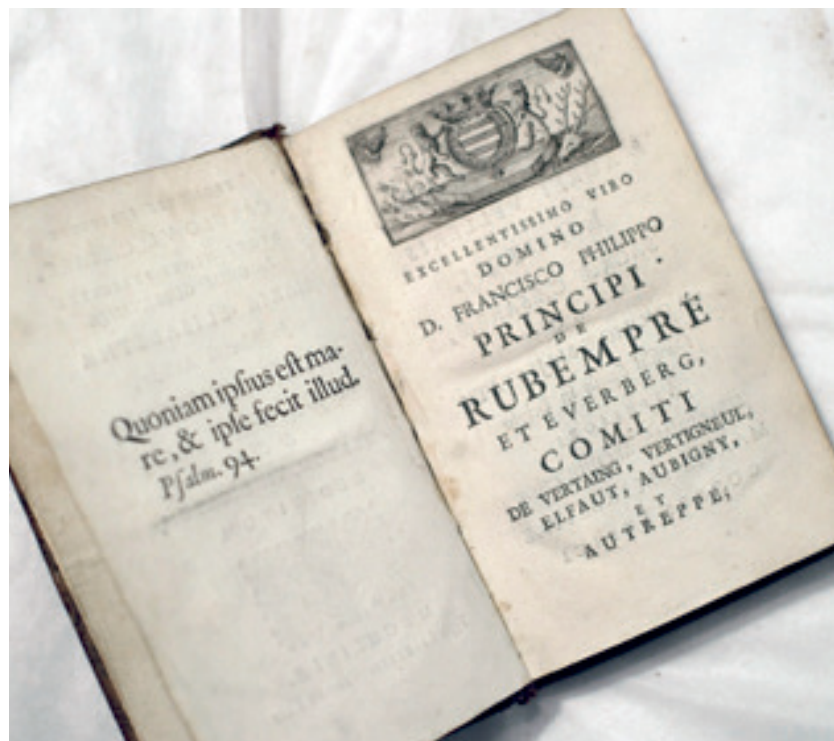 Quoniam ipſius eſt ma-
re, & ipſe fecit illud.
Pſalm. 94.
EXCELLENTISSIMO VIRO
DOMINO
D. FRANCISCO PHILIPPO
PRINCIPI
DE
RUBEMPRÉ
ET EVERBERG,
COMITI
DE VERTAING, VERTIGNEUL,
ELFAUT, AUBIGNY,
ET
AUTREPPE,